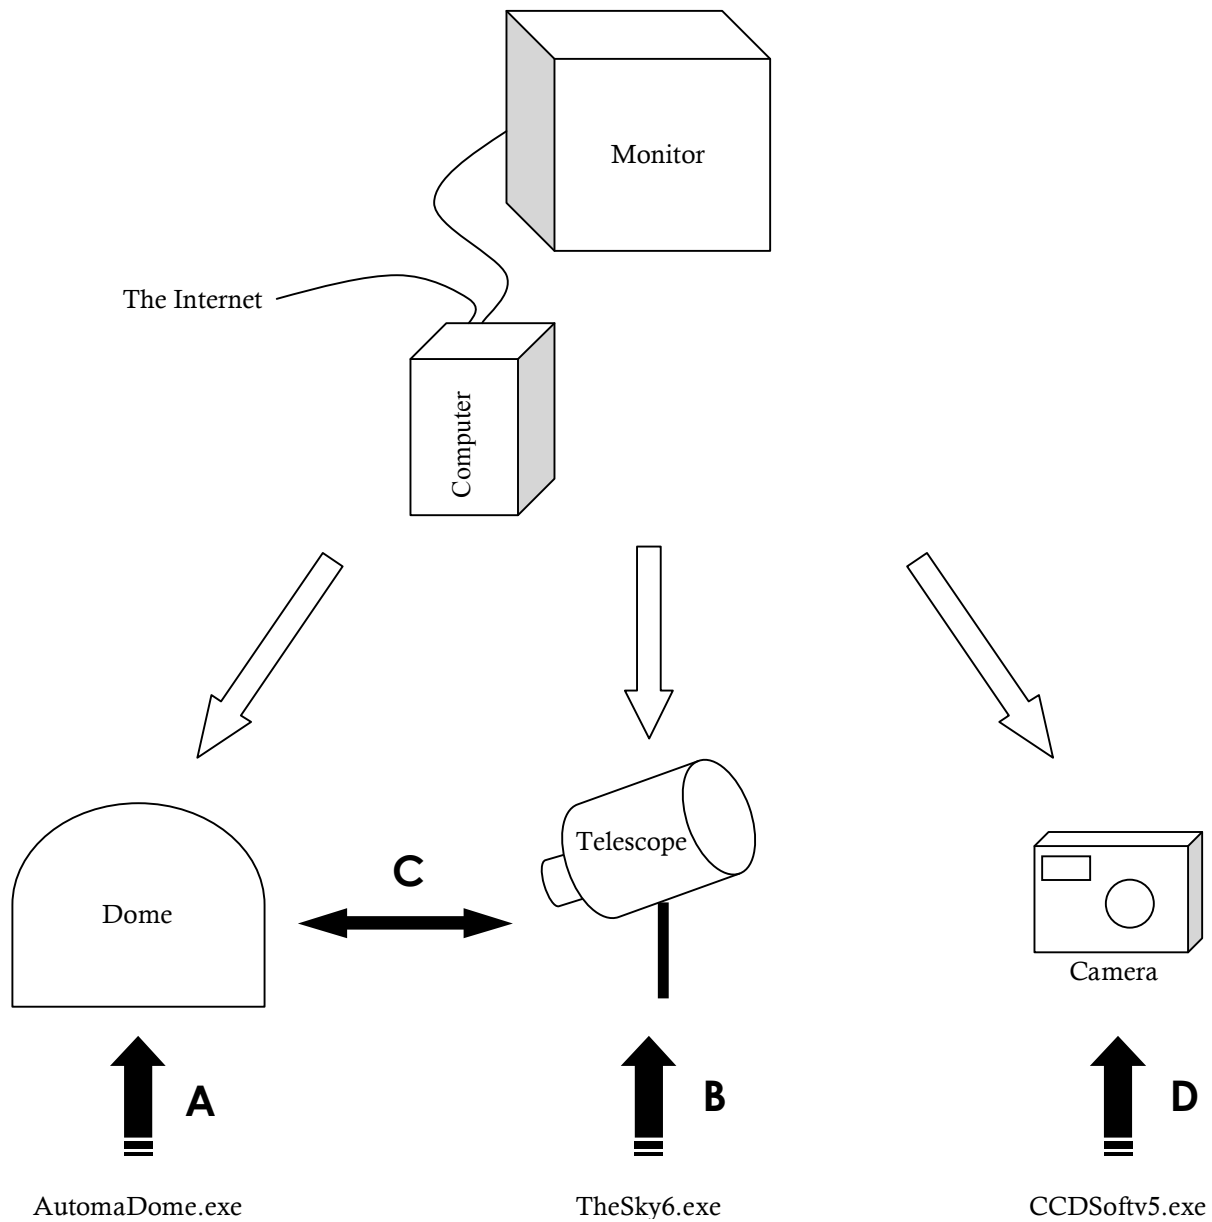 Monitor
The Internet
Computer
Telescope
C
Dome
Camera
A
B
D
AutomaDome.exe
TheSky6.exe
CCDSoftv5.exe